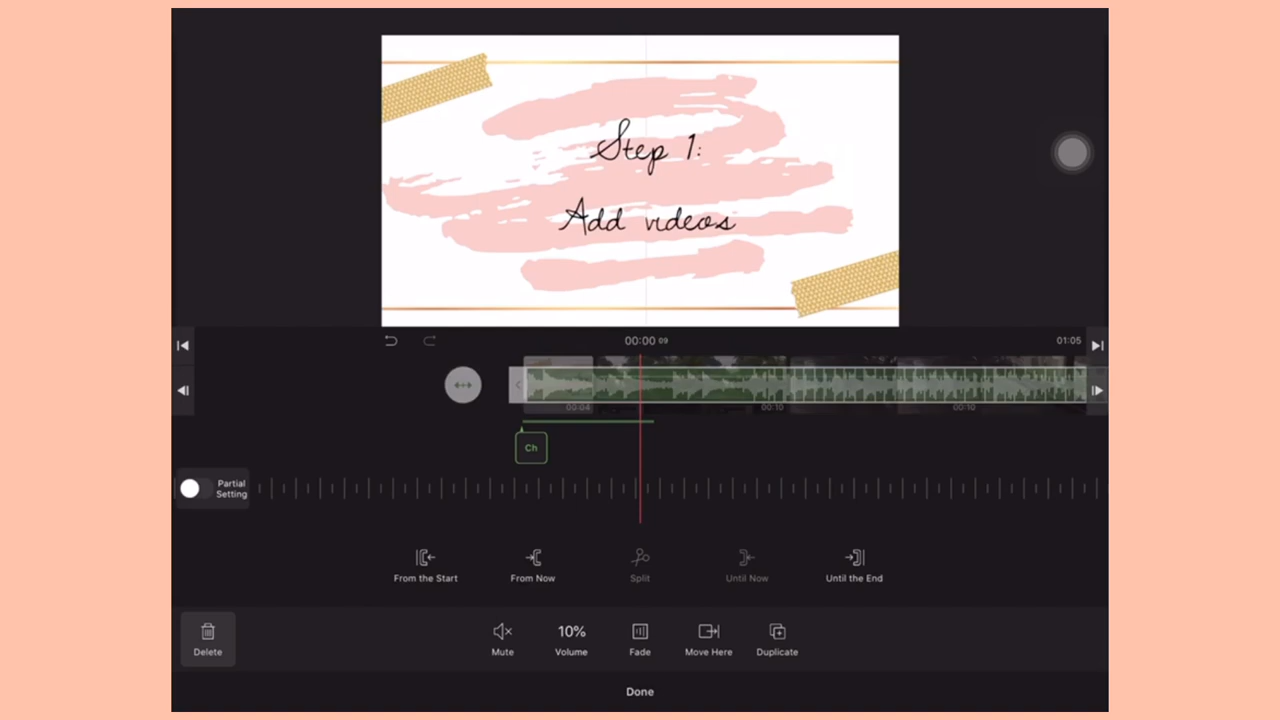 Step 1:
Add videos
00:00 09
01:05
00:04
00:10
00:10
Ch
Partial
Setting
From the Start
From Now
Split
Until Now
Until the End
Delete
Mute
10%
Volume
Fade
Move Here
Duplicate
Done